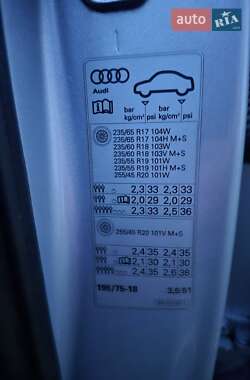 auto RIA.com
Audi
bar kg/cm² psi bar kg/cm² psi
235/65 R17 104W
235/65 R17 104H M+S
235/60 R18 103W
235/60 R18 103V M+S
235/55 R19 101W
235/55 R19 101H M+S
255/45 R20 101W
2,3 33 2,3 33
2,0 29 2,0 29
2,3 33 2,5 36
255/45 R20 101V M+S
2,4 35 2,4 35
2,1 30 2,1 30
2,4 35 2,6 38
195/75-18 3,5/51